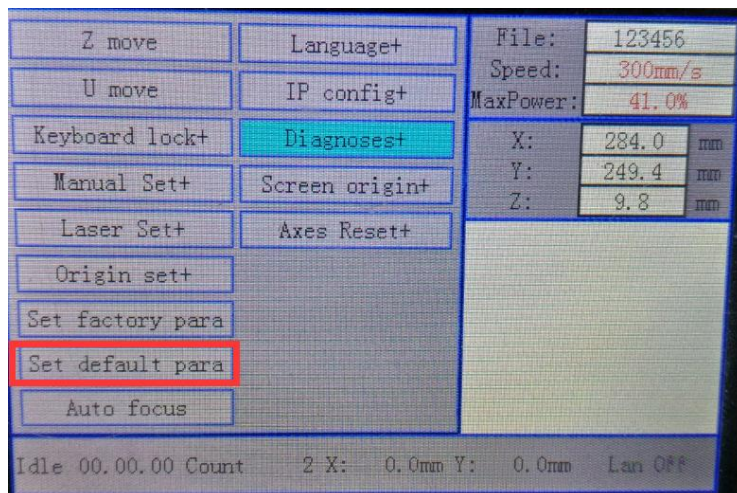 Z move
U move
Keyboard lock+
Manual Set+
Laser Set+
Origin set+
Set factory para
Set default para
Auto focus
Language+
IP config+
Diagnoses+
Screen origin+
Axes Reset+
File: 123456
Speed: 300mm/s
MaxPower: 41.0%
X: 284.0 mm
Y: 249.4 mm
Z: 9.8 mm
Idle 00.00.00 Count 2 X: 0.0mm Y: 0.0mm Lan Off